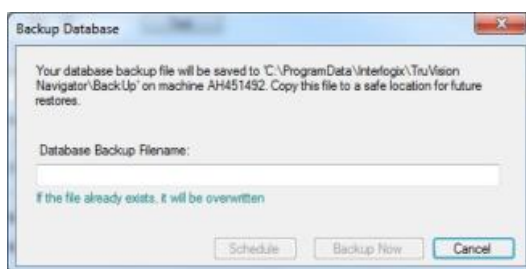 Backup Database
Your database backup file will be saved to 'C:\ProgramData\Interlogix\TruVision
Navigator\BackUp' on machine AH451492. Copy this file to a safe location for future
restores.
Database Backup Filename:
If the file already exists, it will be overwritten
Schedule
Backup Now
Cancel